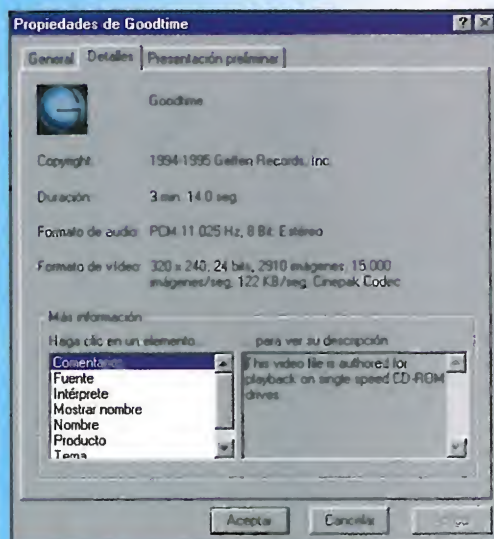 Propiedades de Goodtime
General Detalles Presentación preliminar
Goodtime
Copyright: 1994-1995 Geffen Records, Inc.
Duración: 3 min. 14.0 seg.
Formato de audio: PCM 11.025 Hz, 8 Bit, Estéreo
Formato de vídeo: 320 x 240, 24 bits, 2910 imágenes, 15.000
imágenes/seg, 122 KB/seg, Cinepak Codec
Más información
Haga clic en un elemento para ver su descripción
Comentarios
Fuente
Intérprete
Mostrar nombre
Nombre
Producto
Tema
This video file is authored for
playback on single speed CD-ROM
drives.
Aceptar Cancelar